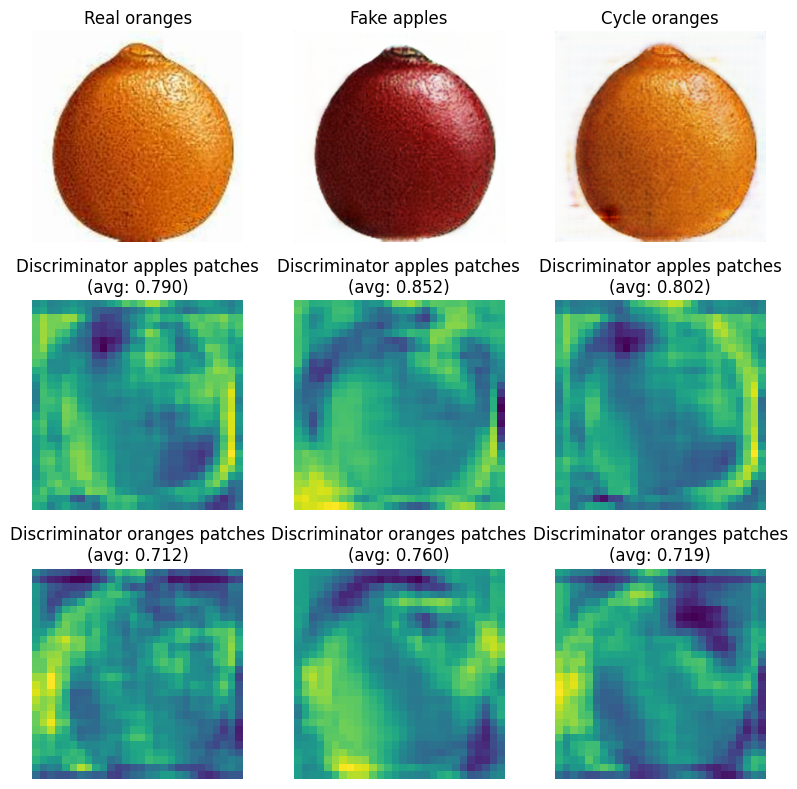 Real oranges
Fake apples
Cycle oranges
Discriminator apples patches
(avg: 0.790)
Discriminator apples patches
(avg: 0.852)
Discriminator apples patches
(avg: 0.802)
Discriminator oranges patches
(avg: 0.712)
Discriminator oranges patches
(avg: 0.760)
Discriminator oranges patches
(avg: 0.719)